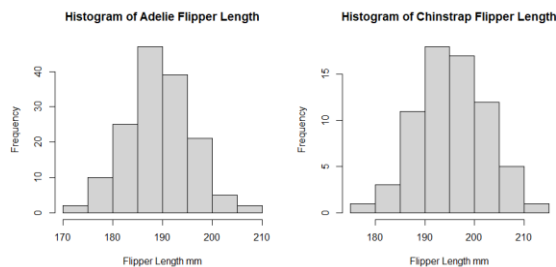 Histogram of Adelie Flipper Length
Frequency
40
30
20
10
0
170 180 190 200 210
Flipper Length mm
Histogram of Chinstrap Flipper Length
Frequency
15
10
5
0
180 190 200 210
Flipper Length mm